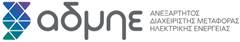 αδμηε
ΑΝΕΞΑΡΤΗΤΟΣ
ΔΙΑΧΕΙΡΙΣΤΗΣ ΜΕΤΑΦΟΡΑΣ
ΗΛΕΚΤΡΙΚΗΣ ΕΝΕΡΓΕΙΑΣ